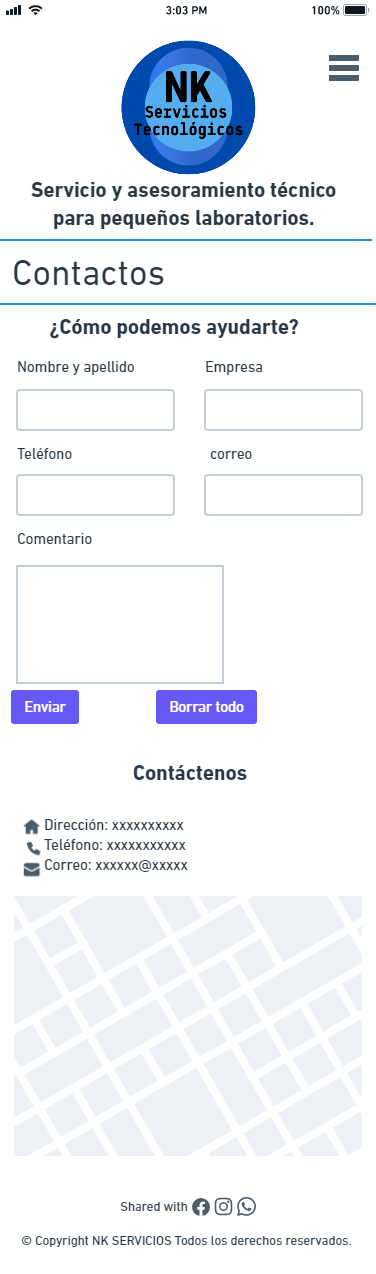 3:03 PM
100%
NK
Servicios
Tecnológicos
Servicio y asesoramiento técnico
para pequeños laboratorios.
Contactos
¿Cómo podemos ayudarte?
Nombre y apellido
Empresa
Teléfono
correo
Comentario
Enviar
Borrar todo
Contáctenos
Dirección: xxxxxxxxxx
Teléfono: xxxxxxxxxxx
Correo: xxxxxx@xxxxx
Shared with
© Copyright NK SERVICIOS Todos los derechos reservados.